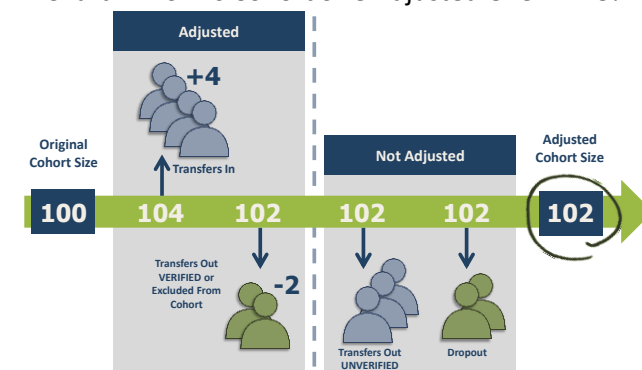 Adjusted
+4
Transfers In
Original
Cohort Size
Not Adjusted
Adjusted
Cohort Size
100
104
102
102
102
102
Transfers Out
VERIFIED or
Excluded From
Cohort
-2
Transfers Out
UNVERIFIED
Dropout